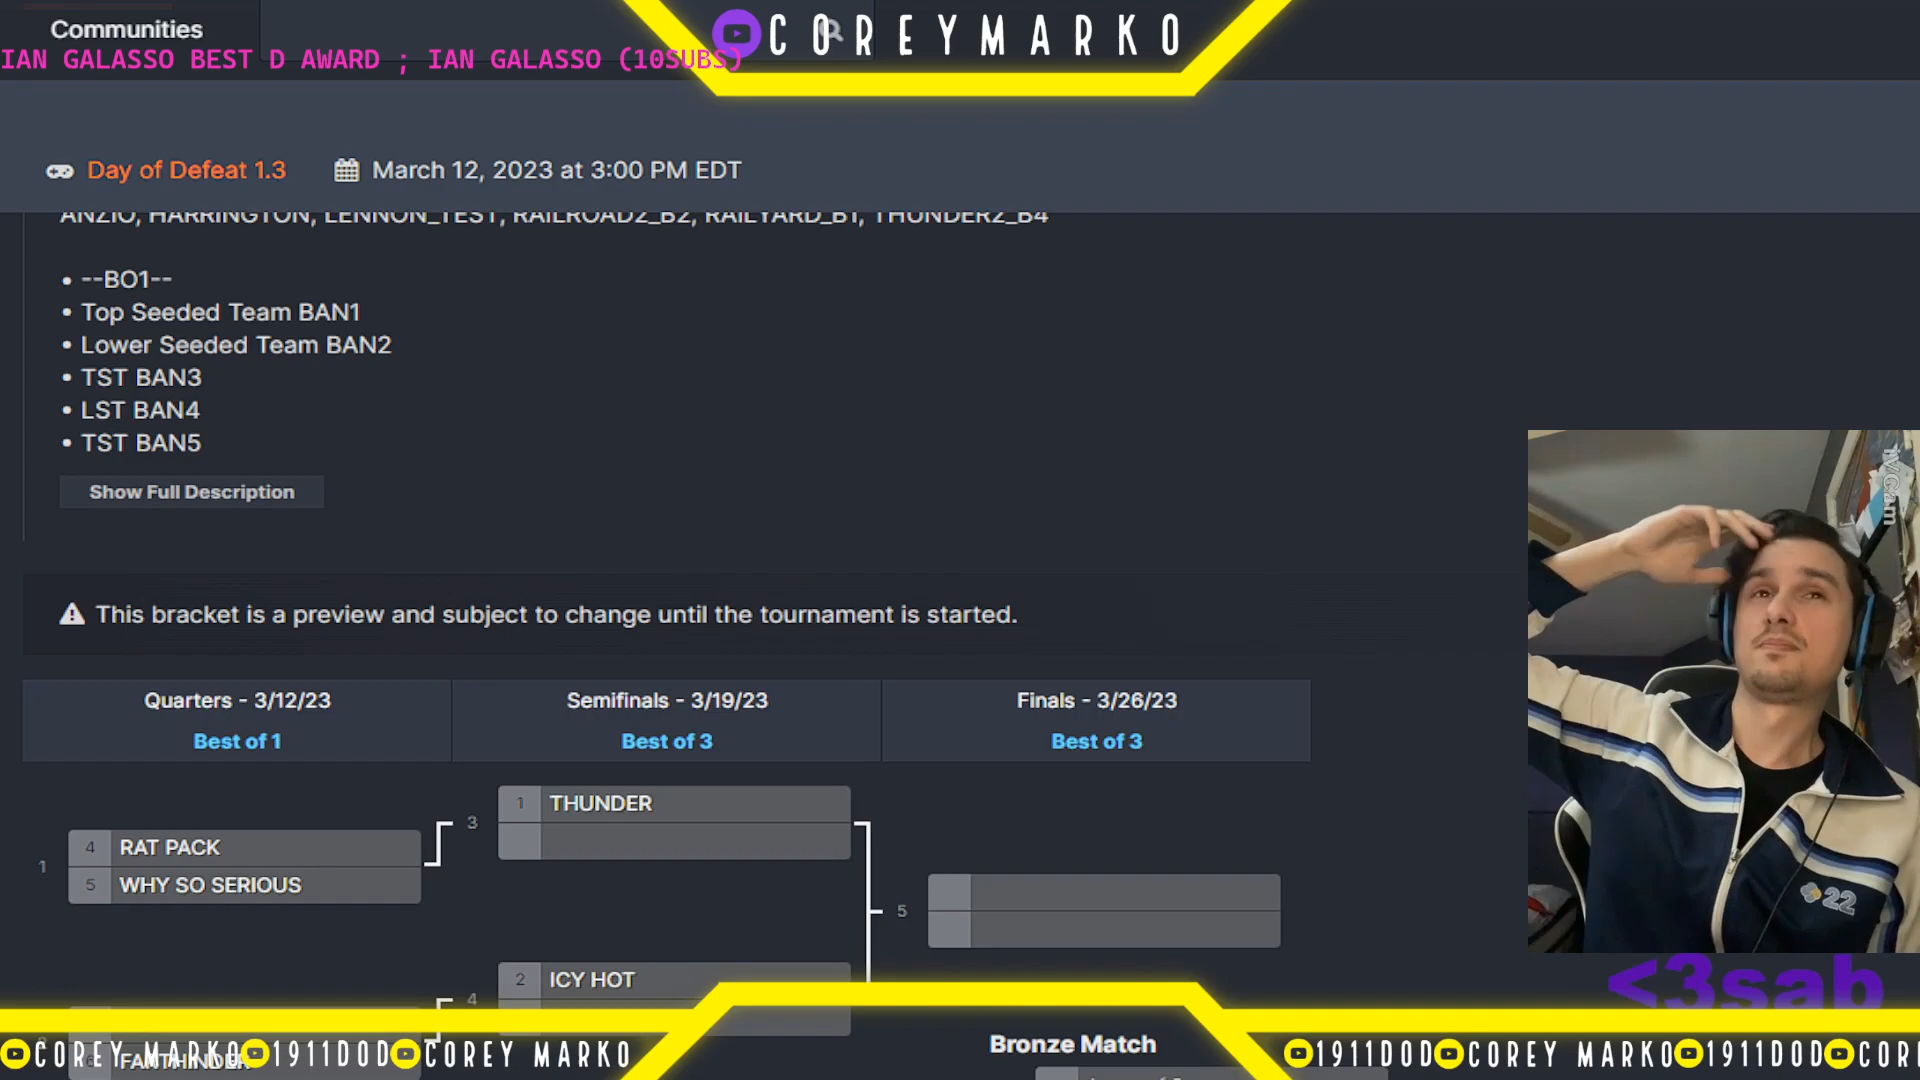 Communities
COREYMARKO
IAN GALASSO BEST D AWARD ; IAN GALASSO (10SUBS)
Day of Defeat 1.3
March 12, 2023 at 3:00 PM EDT
ANZIO, HARRINGTON, LENNON_TEST, RAILROAD2_B2, RAILYARD_B1, THUNDER2_B4
• --BO1--
• Top Seeded Team BAN1
• Lower Seeded Team BAN2
• TST BAN3
• LST BAN4
• TST BAN5
Show Full Description
This bracket is a preview and subject to change until the tournament is started.
Quarters - 3/12/23
Best of 1
Semifinals - 3/19/23
Best of 3
Finals - 3/26/23
Best of 3
1
4 RAT PACK
5 WHY SO SERIOUS
3
1 THUNDER
5
4
2 ICY HOT
Bronze Match
iVCam
22
<3sab
COREY MARKO 1911DOD COREY MARKO
1911DOD COREY MARKO 1911DOD COR